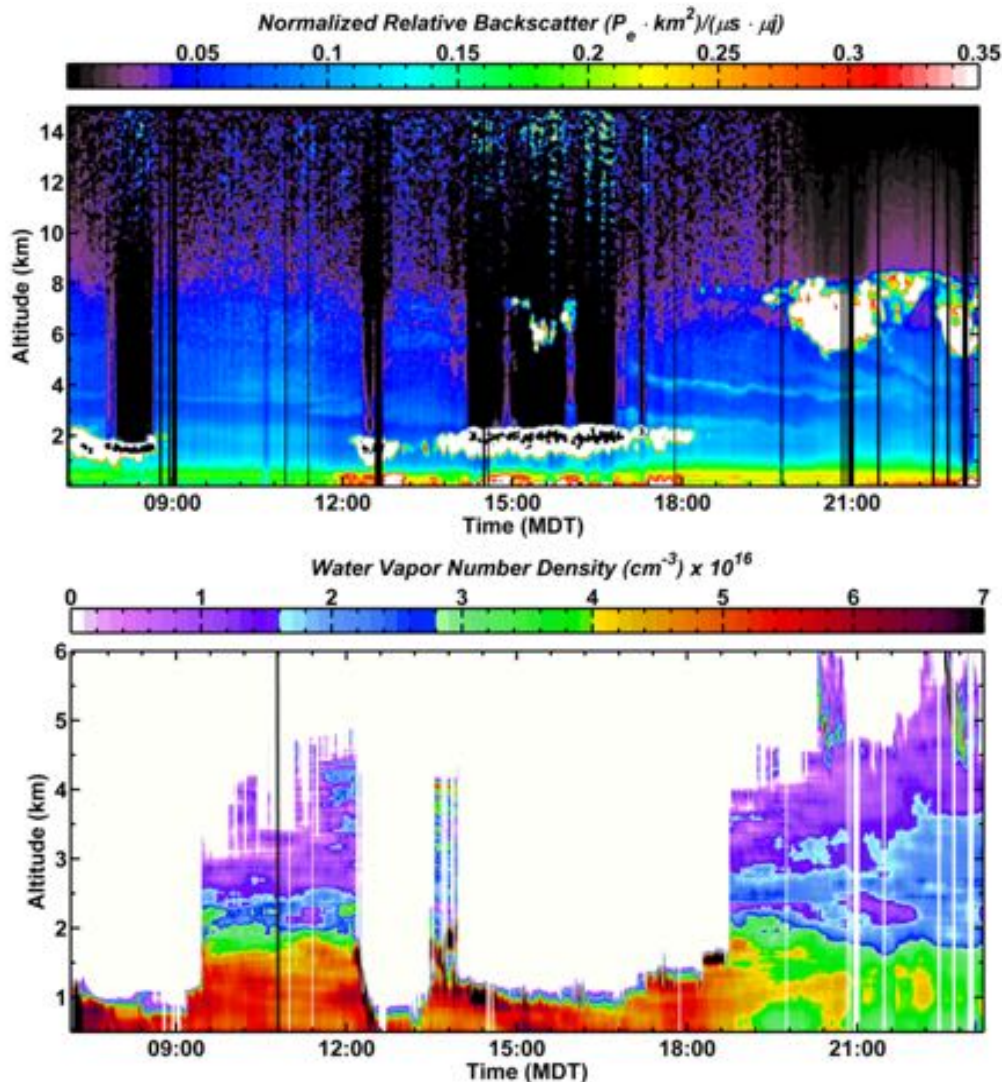 Normalized Relative Backscatter (Pₑ · km²)/(μs · μj)
0.05 0.1 0.15 0.2 0.25 0.3 0.35
14
12
10
8
6
4
2
Altitude (km)
09:00 12:00 15:00 18:00 21:00
Time (MDT)
Water Vapor Number Density (cm⁻³) x 10¹⁶
0 1 2 3 4 5 6 7
6
5
4
3
2
1
Altitude (km)
09:00 12:00 15:00 18:00 21:00
Time (MDT)